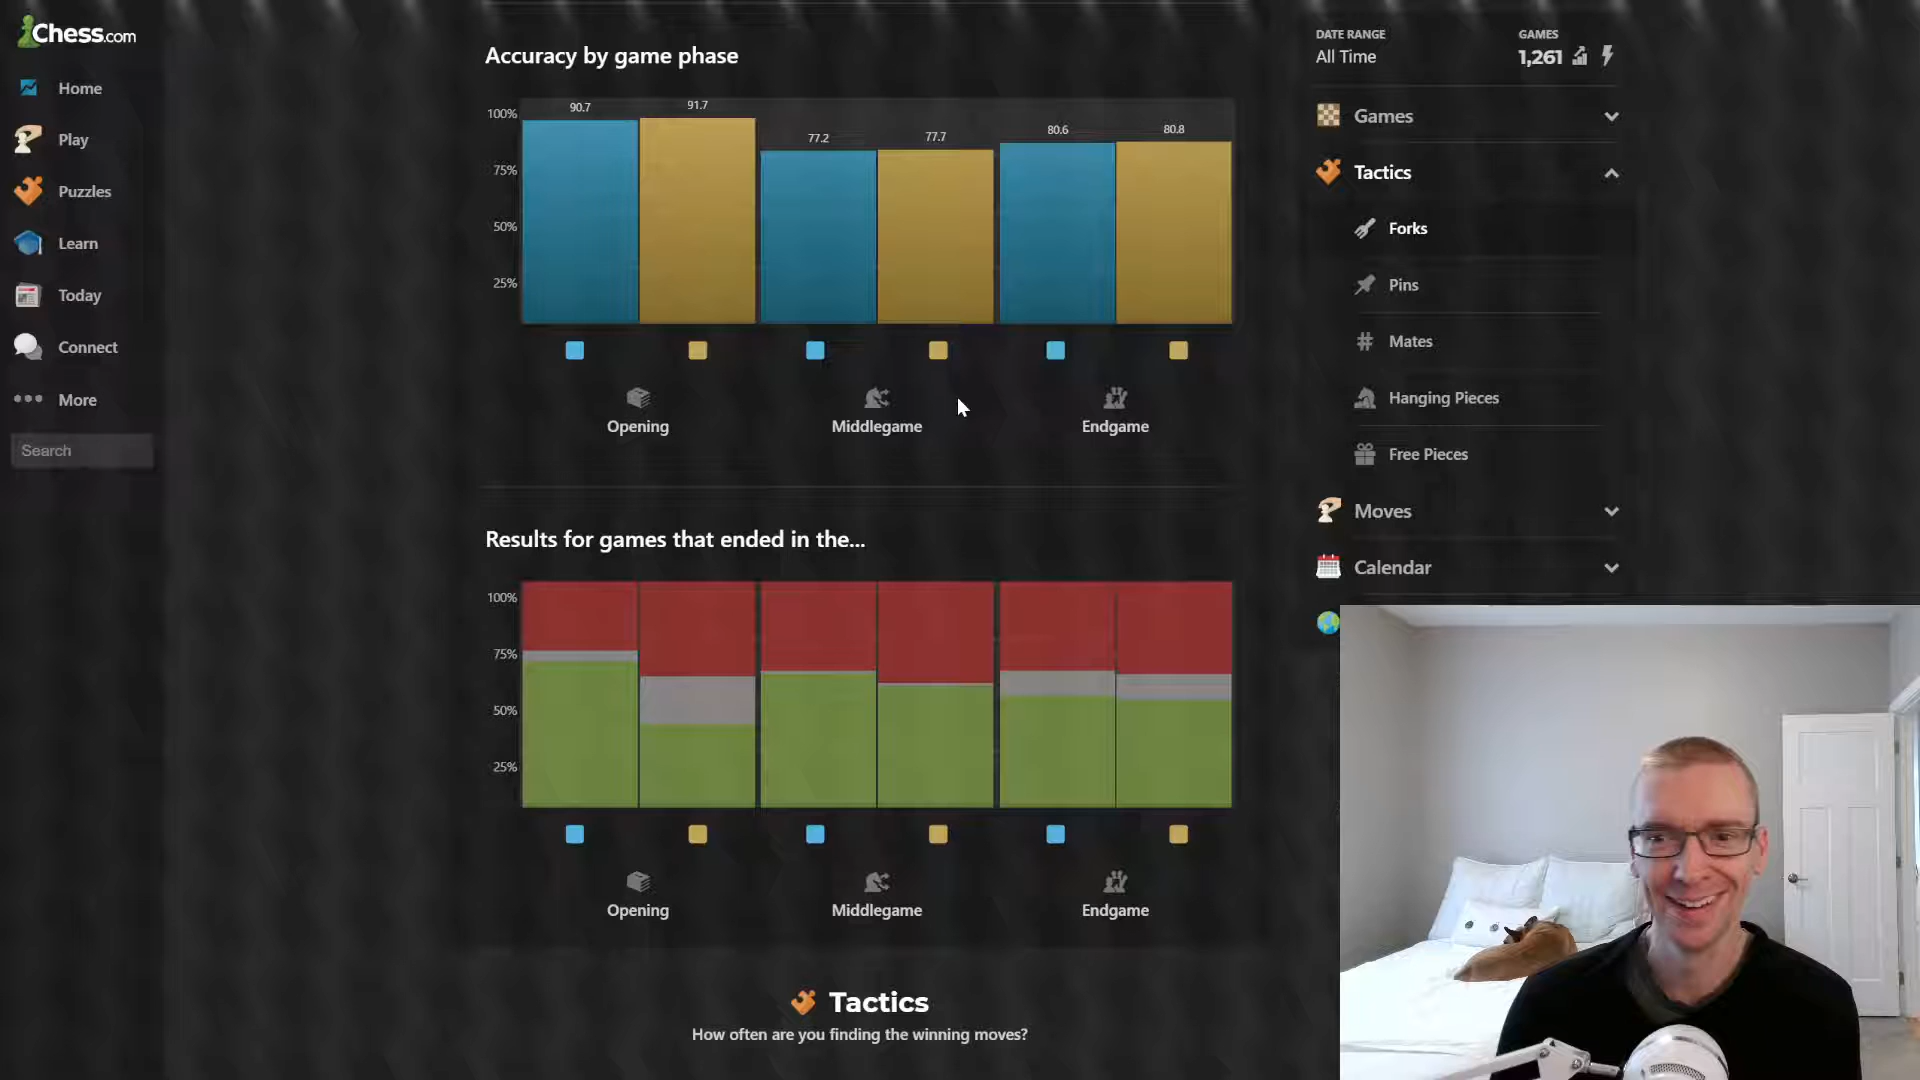 Chess.com
Home
Play
Puzzles
Learn
Today
Connect
More
Search
Accuracy by game phase
100%
75%
50%
25%
90.7
91.7
77.2
77.7
80.6
80.8
Opening
Middlegame
Endgame
Results for games that ended in the...
100%
75%
50%
25%
Opening
Middlegame
Endgame
Tactics
How often are you finding the winning moves?
DATE RANGE
All Time
GAMES
1,261
Games
Tactics
Forks
Pins
Mates
Hanging Pieces
Free Pieces
Moves
Calendar